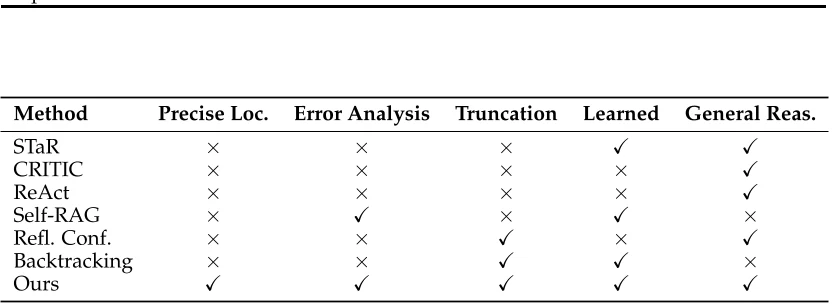 Method Precise Loc. Error Analysis Truncation Learned General Reas.
STaR × × × ✓ ✓
CRITIC × × × × ✓
ReAct × × × × ✓
Self-RAG × ✓ × ✓ ×
Refl. Conf. × × ✓ × ✓
Backtracking × × ✓ ✓ ×
Ours ✓ ✓ ✓ ✓ ✓